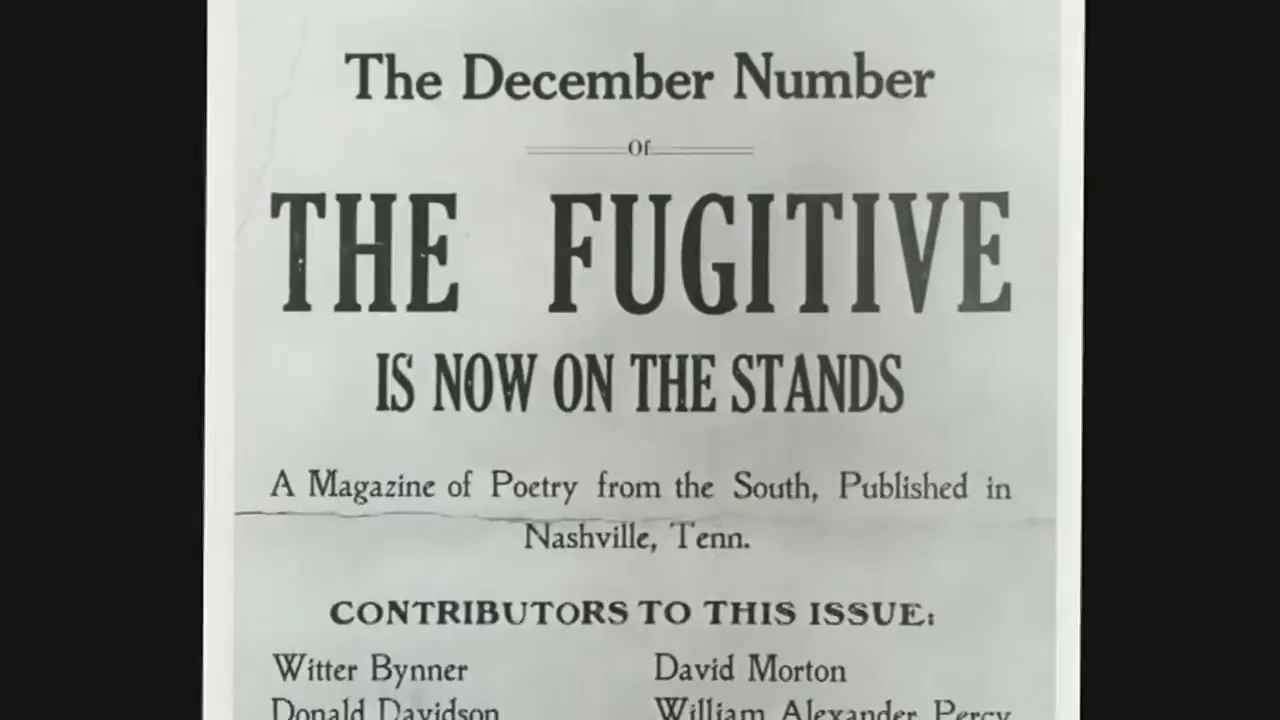 The December Number
Of
THE FUGITIVE
IS NOW ON THE STANDS
A Magazine of Poetry from the South, Published in
Nashville, Tenn.
CONTRIBUTORS TO THIS ISSUE:
Witter Bynner David Morton
Donald Davidson William Alexander Percy